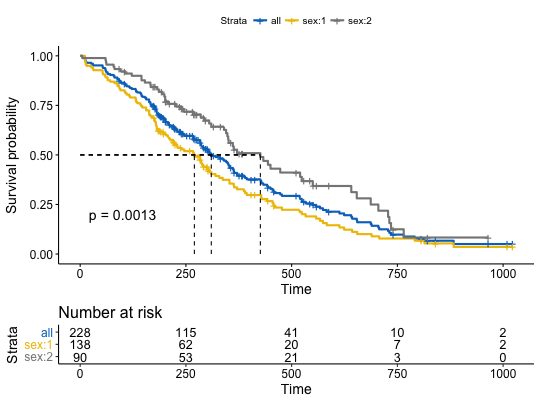 Strata all sex:1 sex:2
Survival probability
1.00
0.75
0.50
0.25
0.00
p = 0.0013
0 250 500 750 1000
Time
Number at risk
Strata
all 228 115 41 10 2
sex:1 138 62 20 7 2
sex:2 90 53 21 3 0
0 250 500 750 1000
Time